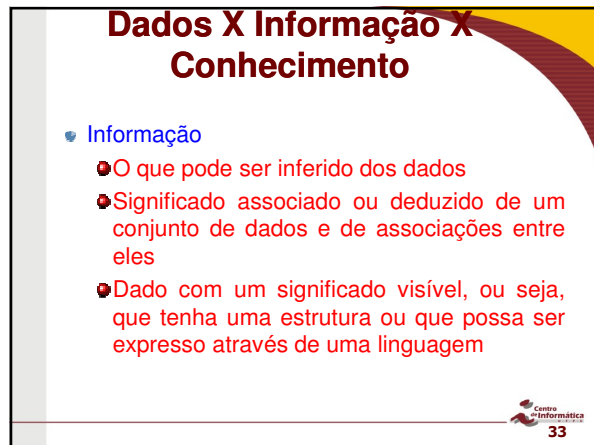 Dados X Informação X
Conhecimento
Informação
O que pode ser inferido dos dados
Significado associado ou deduzido de um
conjunto de dados e de associações entre
eles
Dado com um significado visível, ou seja,
que tenha uma estrutura ou que possa ser
expresso através de uma linguagem
Centro
de Informática
33